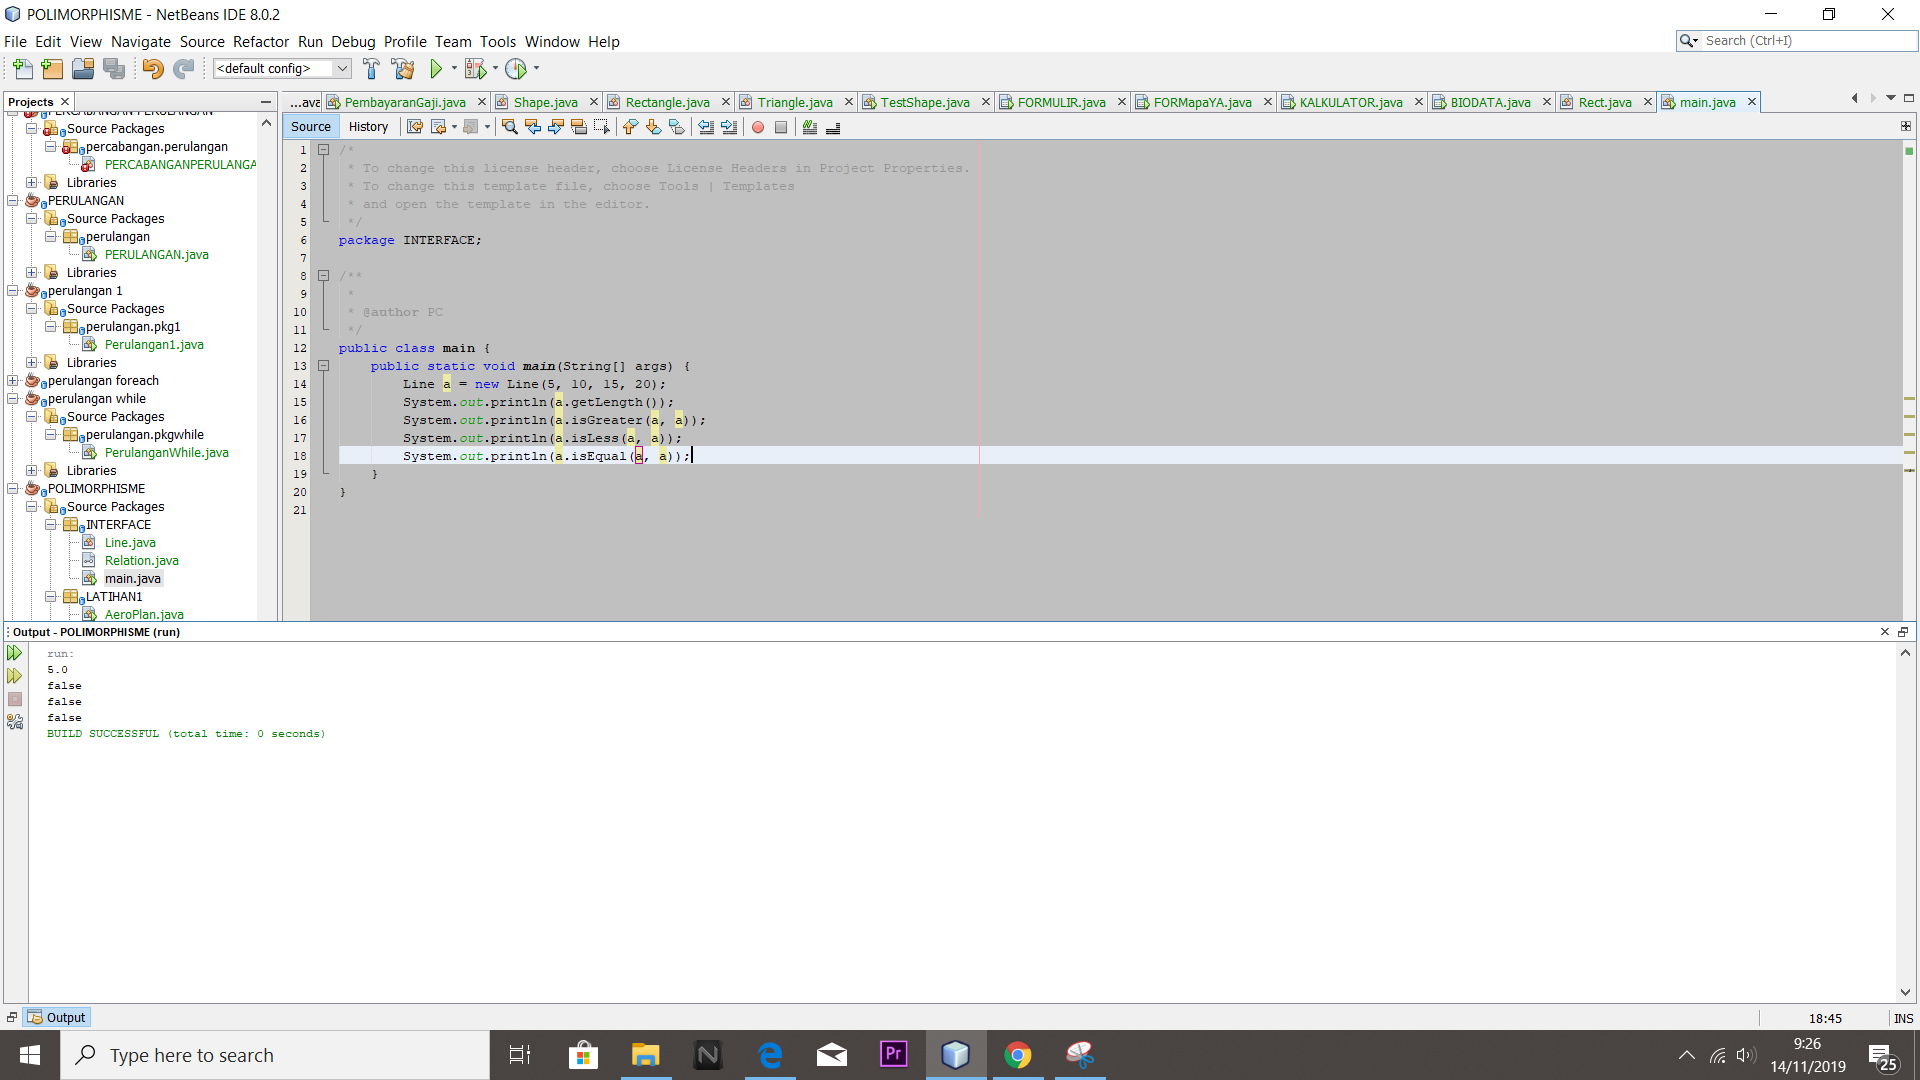 POLIMORPHISME - NetBeans IDE 8.0.2
File Edit View Navigate Source Refactor Run Debug Profile Team Tools Window Help
Search (Ctrl+I)
<default config>
Projects
...ava PembayaranGaji.java Shape.java Rectangle.java Triangle.java TestShape.java FORMULIR.java FORMapaYA.java KALKULATOR.java BIODATA.java Rect.java main.java
Source History
PERCABANGAN PERULANGAN
Source Packages
percabangan.perulangan
PERCABANGANPERULANGA
Libraries
PERULANGAN
Source Packages
perulangan
PERULANGAN.java
Libraries
perulangan 1
Source Packages
perulangan.pkg1
Perulangan1.java
Libraries
perulangan foreach
perulangan while
Source Packages
perulangan.pkgwhile
PerulanganWhile.java
Libraries
POLIMORPHISME
Source Packages
INTERFACE
Line.java
Relation.java
main.java
LATIHAN1
AeroPlan.java
1 /*
2 * To change this license header, choose License Headers in Project Properties.
3 * To change this template file, choose Tools | Templates
4 * and open the template in the editor.
5 */
6 package INTERFACE;
7
8 /**
9 *
10 * @author PC
11 */
12 public class main {
13 public static void main(String[] args) {
14 Line a = new Line(5, 10, 15, 20);
15 System.out.println(a.getLength());
16 System.out.println(a.isGreater(a, a));
17 System.out.println(a.isLess(a, a));
18 System.out.println(a.isEqual(a, a));
19 }
20 }
21
Output - POLIMORPHISME (run)
run:
5.0
false
false
false
BUILD SUCCESSFUL (total time: 0 seconds)
Output
18:45 INS
Type here to search
N
Pr
9:26
14/11/2019
25